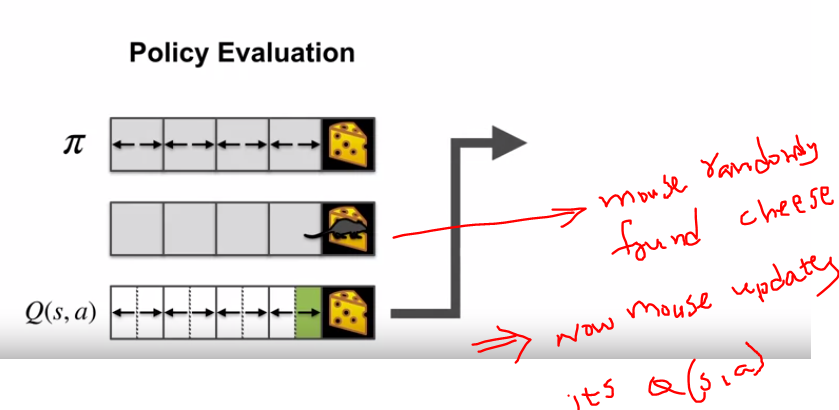 Policy Evaluation
π
mouse randomly
found cheese
Q(s, a)
Now mouse updates
its Q(s,a)